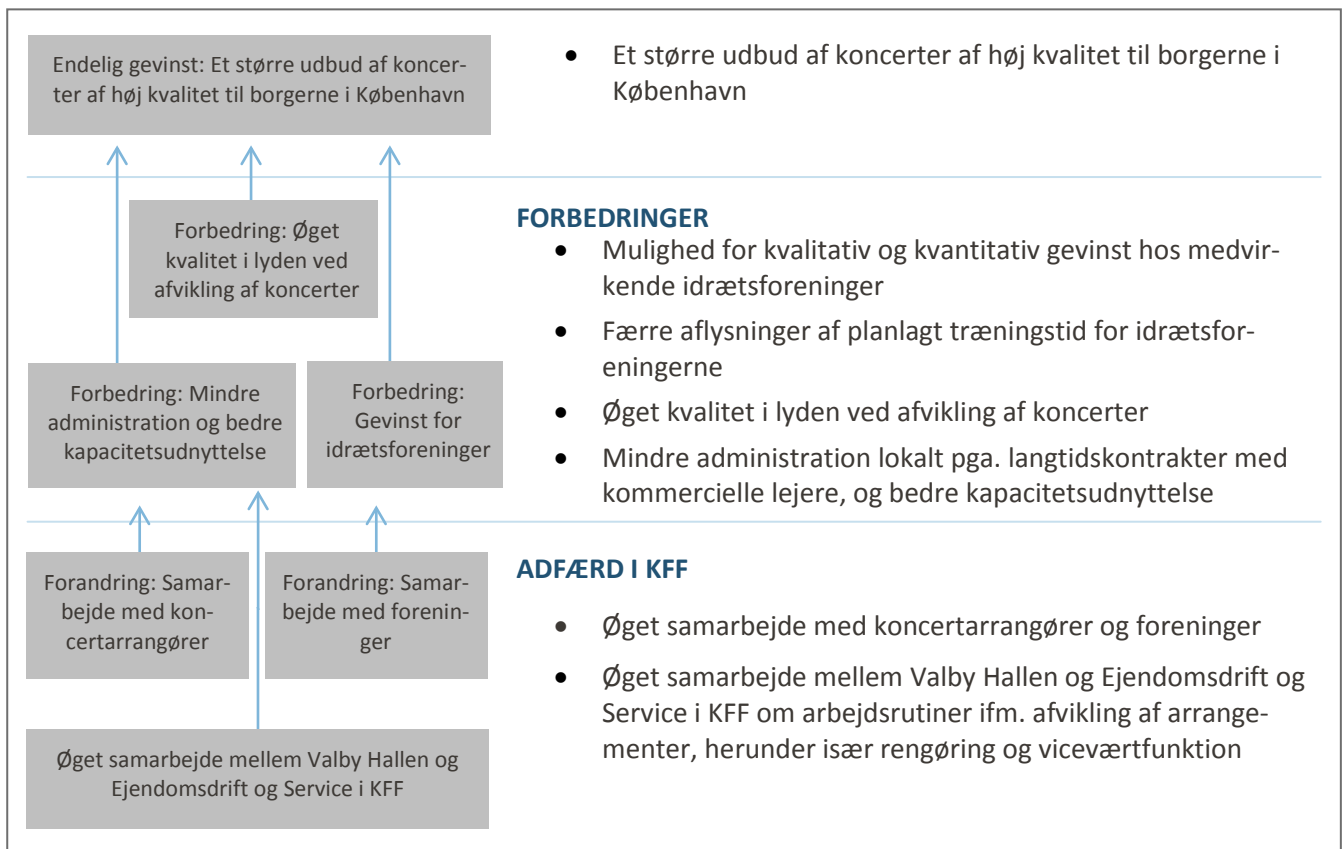 Endelig gevinst: Et større udbud af koncer-
ter af høj kvalitet til borgerne i København
• Et større udbud af koncerter af høj kvalitet til borgerne i
København
Forbedring: Øget
kvalitet i lyden ved
afvikling af koncerter
Forbedring: Mindre
administration og bedre
kapacitetsudnyttelse
Forbedring:
Gevinst for
idrætsforeninger
FORBEDRINGER
• Mulighed for kvalitativ og kvantitativ gevinst hos medvir-
kende idrætsforeninger
• Færre aflysninger af planlagt træningstid for idrætsfor-
eningerne
• Øget kvalitet i lyden ved afvikling af koncerter
• Mindre administration lokalt pga. langtidskontrakter med
kommercielle lejere, og bedre kapacitetsudnyttelse
Forandring: Samar-
bejde med kon-
certarrangører
Forandring: Samar-
bejde med forenin-
ger
Øget samarbejde mellem Valby Hallen og
Ejendomsdrift og Service i KFF
ADFÆRD I KFF
• Øget samarbejde med koncertarrangører og foreninger
• Øget samarbejde mellem Valby Hallen og Ejendomsdrift og
Service i KFF om arbejdsrutiner ifm. afvikling af arrange-
menter, herunder især rengøring og viceværtfunktion